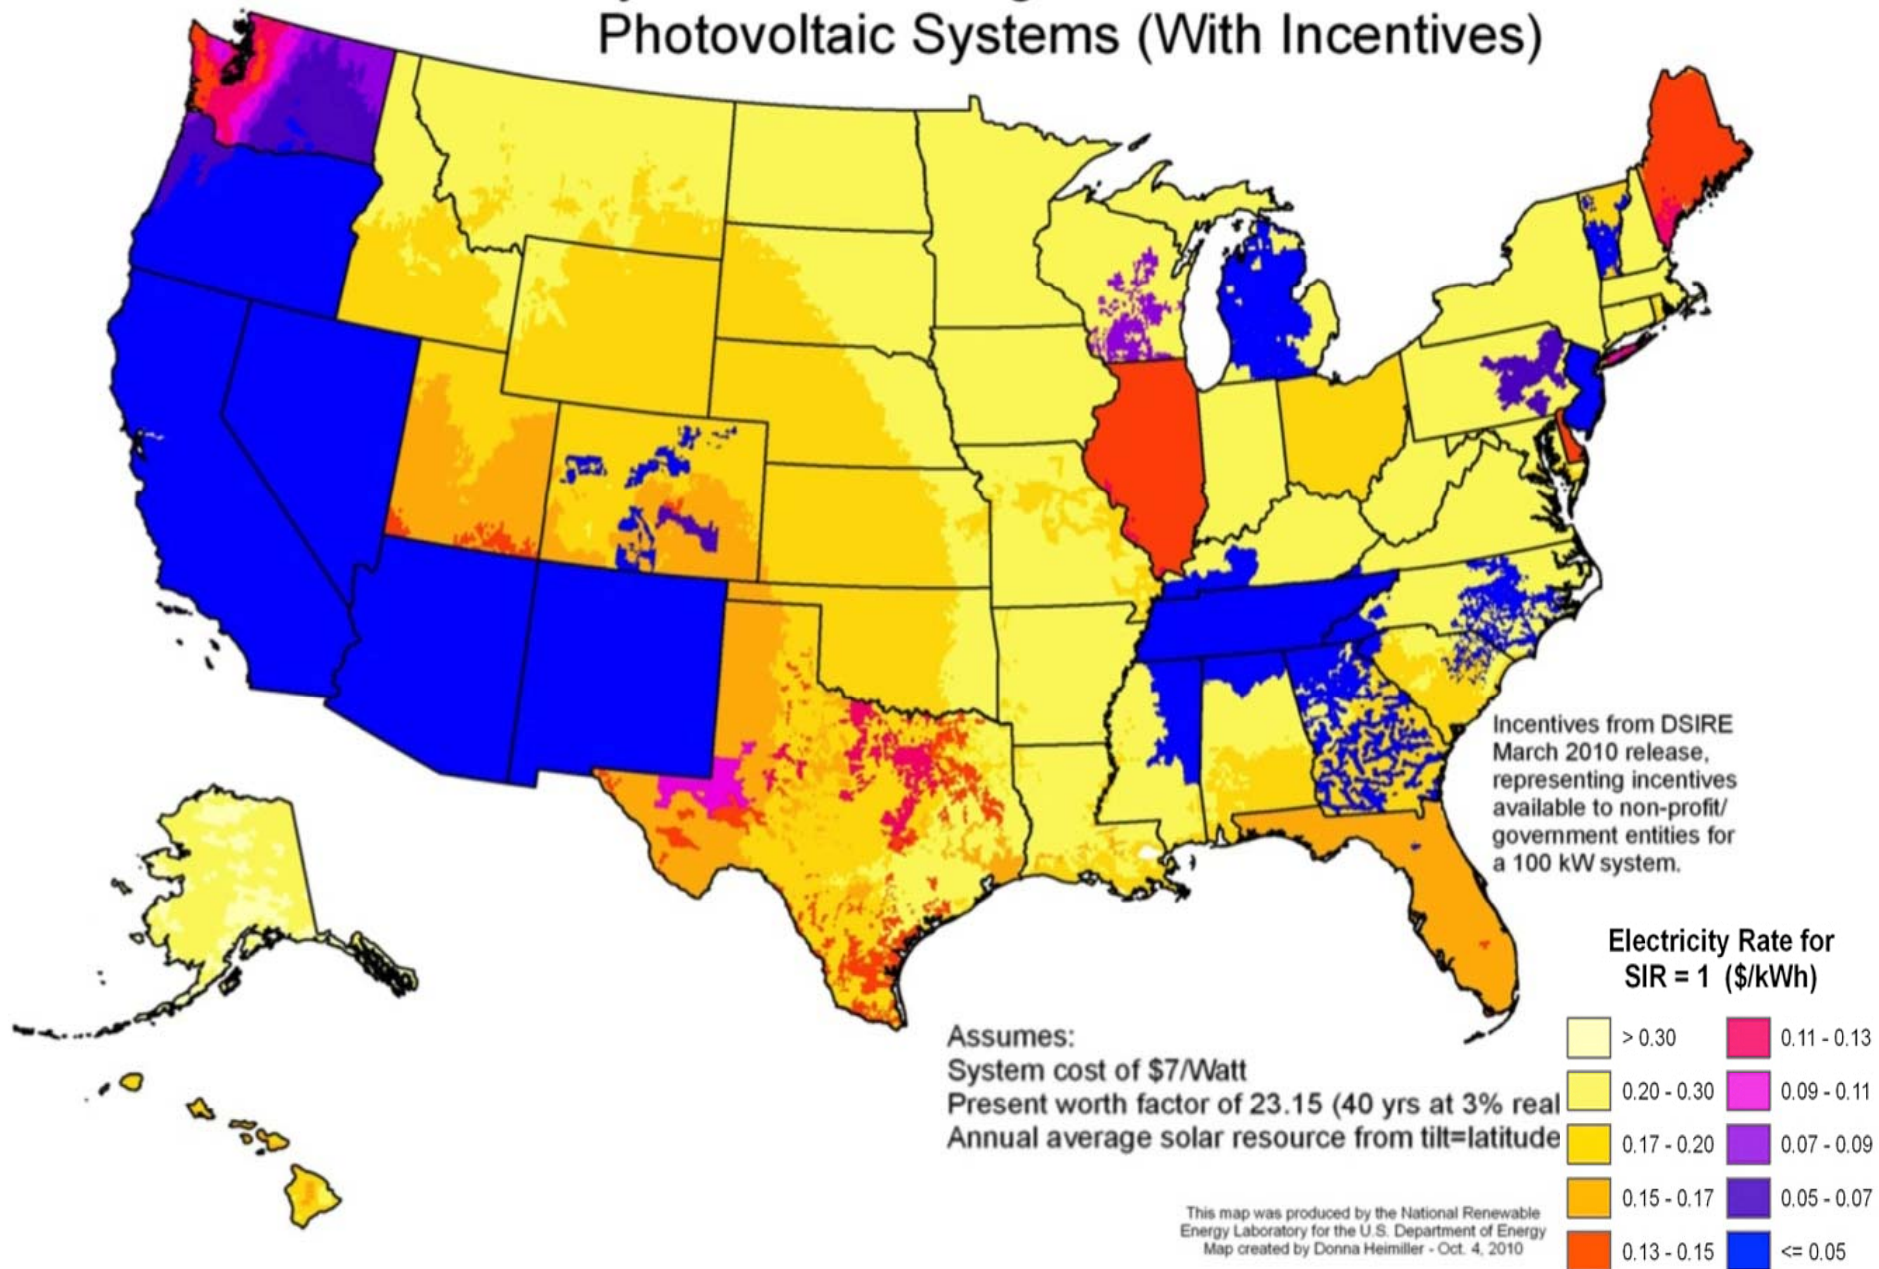 Photovoltaic Systems (With Incentives)
Incentives from DSIRE
March 2010 release,
representing incentives
available to non-profit/
government entities for
a 100 kW system.
Electricity Rate for
SIR = 1 ($/kWh)
> 0.30
0.20 - 0.30
0.17 - 0.20
0.15 - 0.17
0.13 - 0.15
0.11 - 0.13
0.09 - 0.11
0.07 - 0.09
0.05 - 0.07
<= 0.05
Assumes:
System cost of $7/Watt
Present worth factor of 23.15 (40 yrs at 3% real
Annual average solar resource from tilt=latitude
This map was produced by the National Renewable
Energy Laboratory for the U.S. Department of Energy
Map created by Donna Heimiller - Oct. 4, 2010